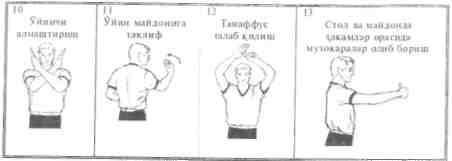 10
Ўйинчи
алмаштириш
11
Ўйин майдонига
таклиф
12
Танаффус
талаб қилиш
13
Стол ва майдонда
ҳакамлар орасида
музокаралар олиб бориш